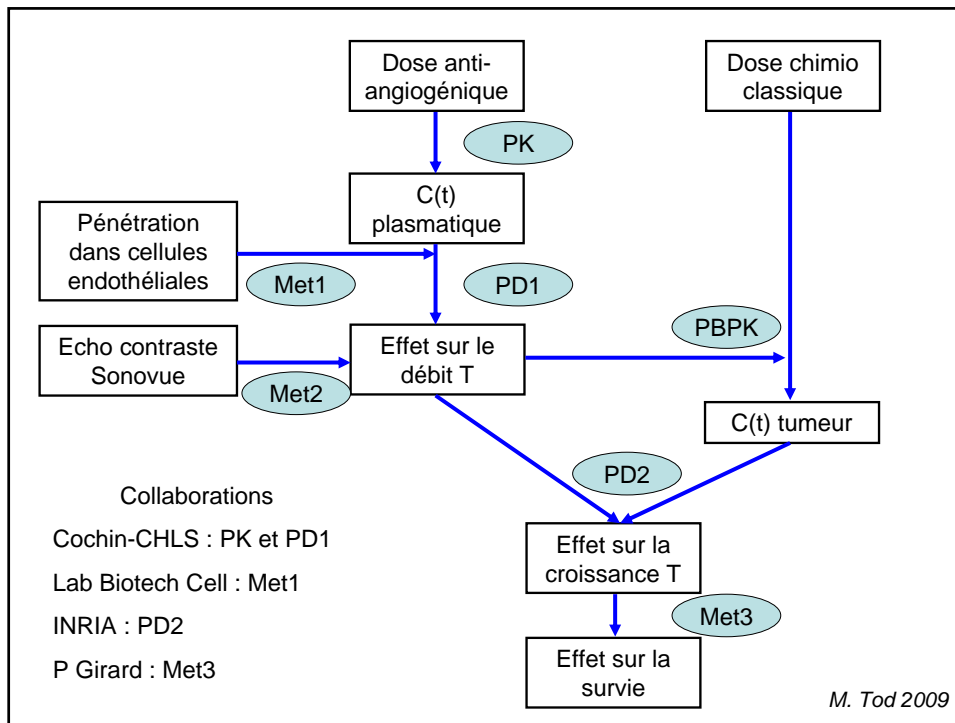 Dose anti-
angiogénique
Dose chimio
classique
PK
C(t)
plasmatique
Pénétration
dans cellules
endothéliales
Met1
PD1
PBPK
Echo contraste
Sonovue
Met2
Effet sur le
débit T
C(t) tumeur
PD2
Collaborations
Cochin-CHLS : PK et PD1
Lab Biotech Cell : Met1
INRIA : PD2
P Girard : Met3
Effet sur la
croissance T
Met3
Effet sur la
survie
M. Tod 2009